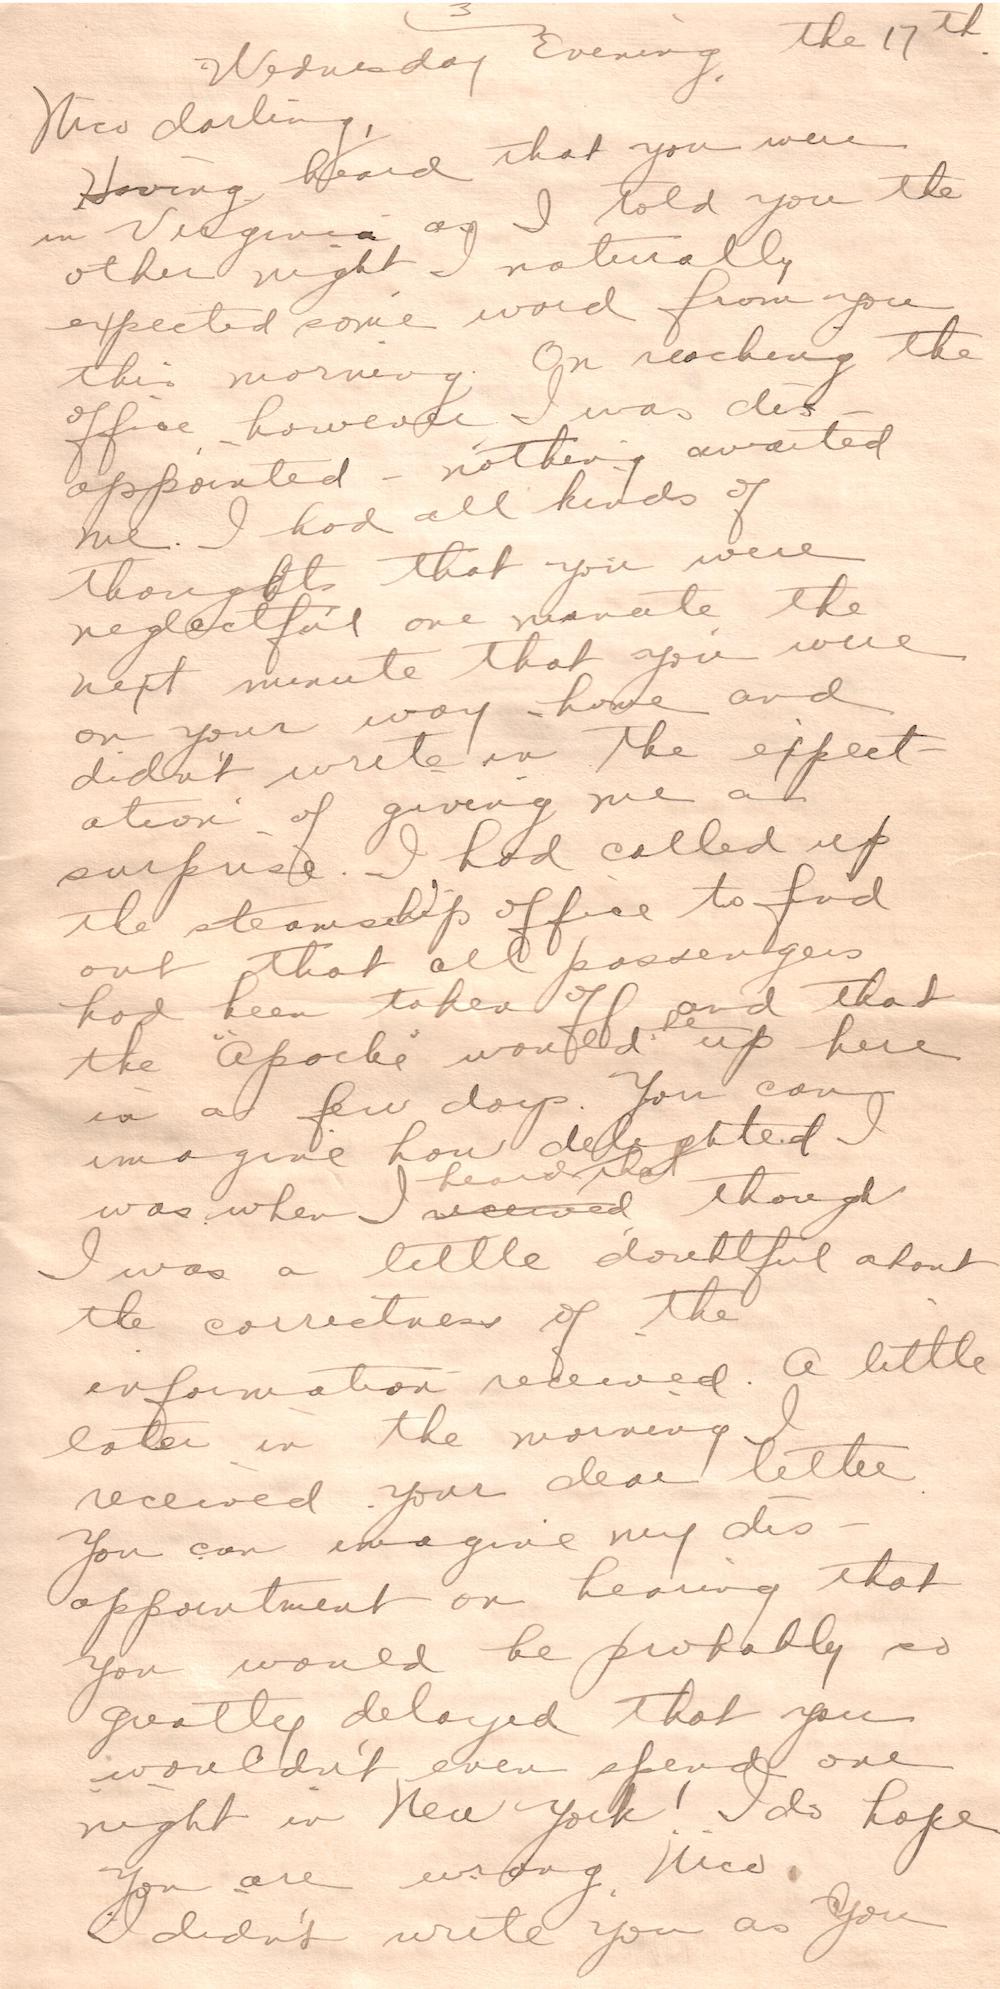 3
Wednesday Evening, the 17th.
Nico darling,
Having heard that you were
in Virginia as I told you the
other night I naturally
expected some word from you
this morning. On reaching the
office, however I was dis-
appointed - nothing awaited
me. I had all kinds of
thoughts that you were
neglectful one minute the
next minute that you were
on your way home and
didn't write in the expect-
ation of giving me a
surprise. I had called up
the steamship office to find
out that all passengers
had been taken off and that
the "Apache" would be up here
in a few days. You can
imagine how delighted I
was when I received heard that though
I was a little doubtful about
the correctness of the
information received. A little
later in the morning I
received your dear letter.
You can imagine my dis-
appointment on hearing that
you would be probably so
greatly delayed that you
wouldn't even spend one
night in New York! I do hope
you are wrong, Nico.
I didn't write you as you